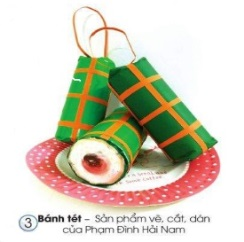 3 Bánh tét – Sản phẩm vẽ, cắt, dán
của Phạm Đình Hải Nam